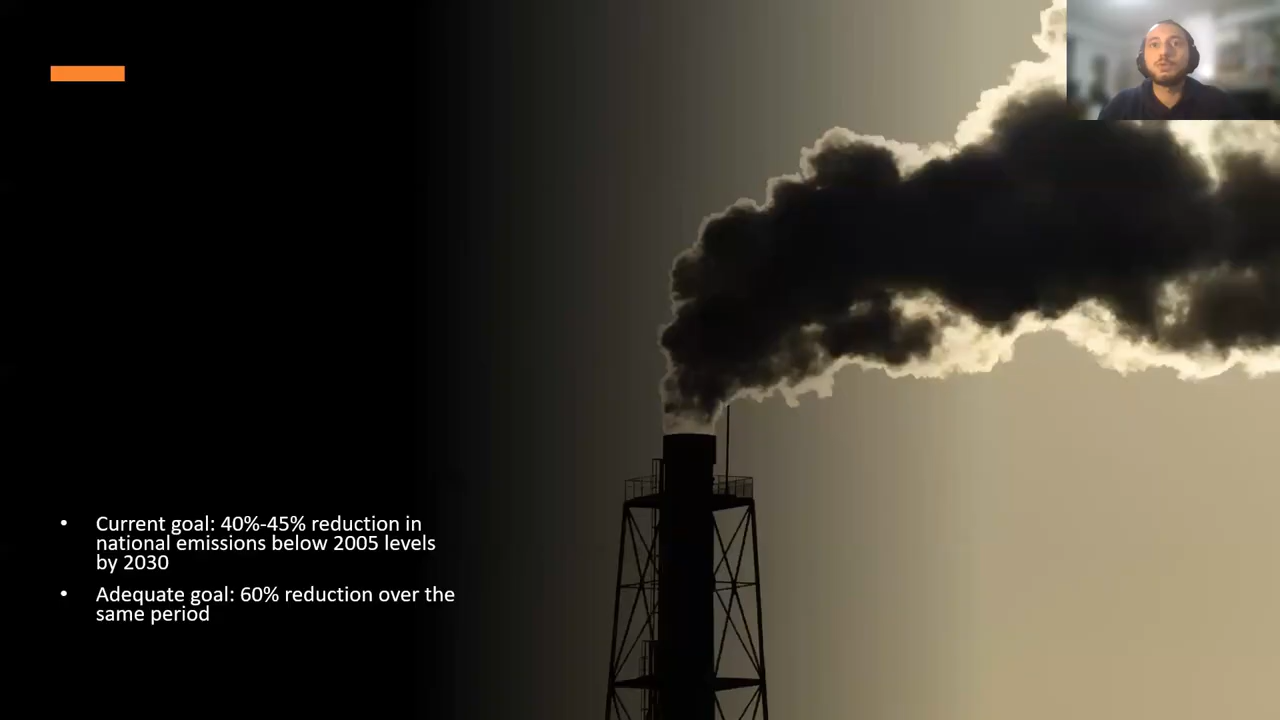 • Current goal: 40%-45% reduction in
national emissions below 2005 levels
by 2030
• Adequate goal: 60% reduction over the
same period